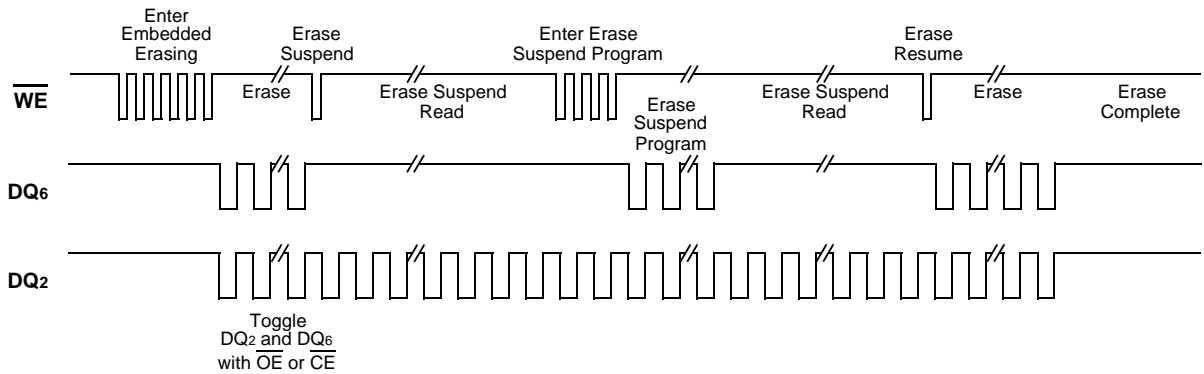 Enter
Embedded
Erasing
Erase
Suspend
Enter Erase
Suspend Program
Erase
Resume
WE
Erase
Erase Suspend
Read
Erase
Suspend
Program
Erase Suspend
Read
Erase
Erase
Complete
DQ6
DQ2
Toggle
DQ2 and DQ6
with OE or CE